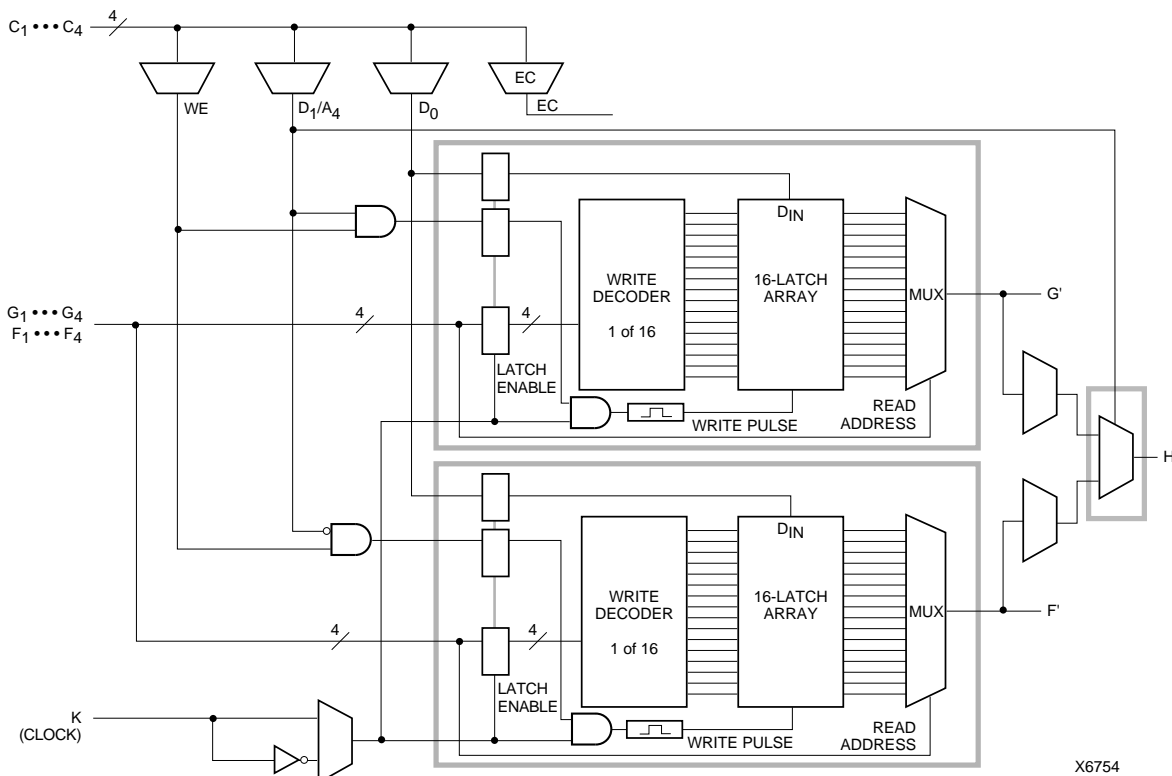 C1 ••• C4
4
EC
WE
D1/A4
D0
EC
DIN
WRITE
DECODER
1 of 16
16-LATCH
ARRAY
MUX
G'
G1 ••• G4
F1 ••• F4
4
4
LATCH
ENABLE
WRITE PULSE
READ
ADDRESS
H'
DIN
WRITE
DECODER
1 of 16
16-LATCH
ARRAY
MUX
F'
4
4
LATCH
ENABLE
K
(CLOCK)
WRITE PULSE
READ
ADDRESS
X6754